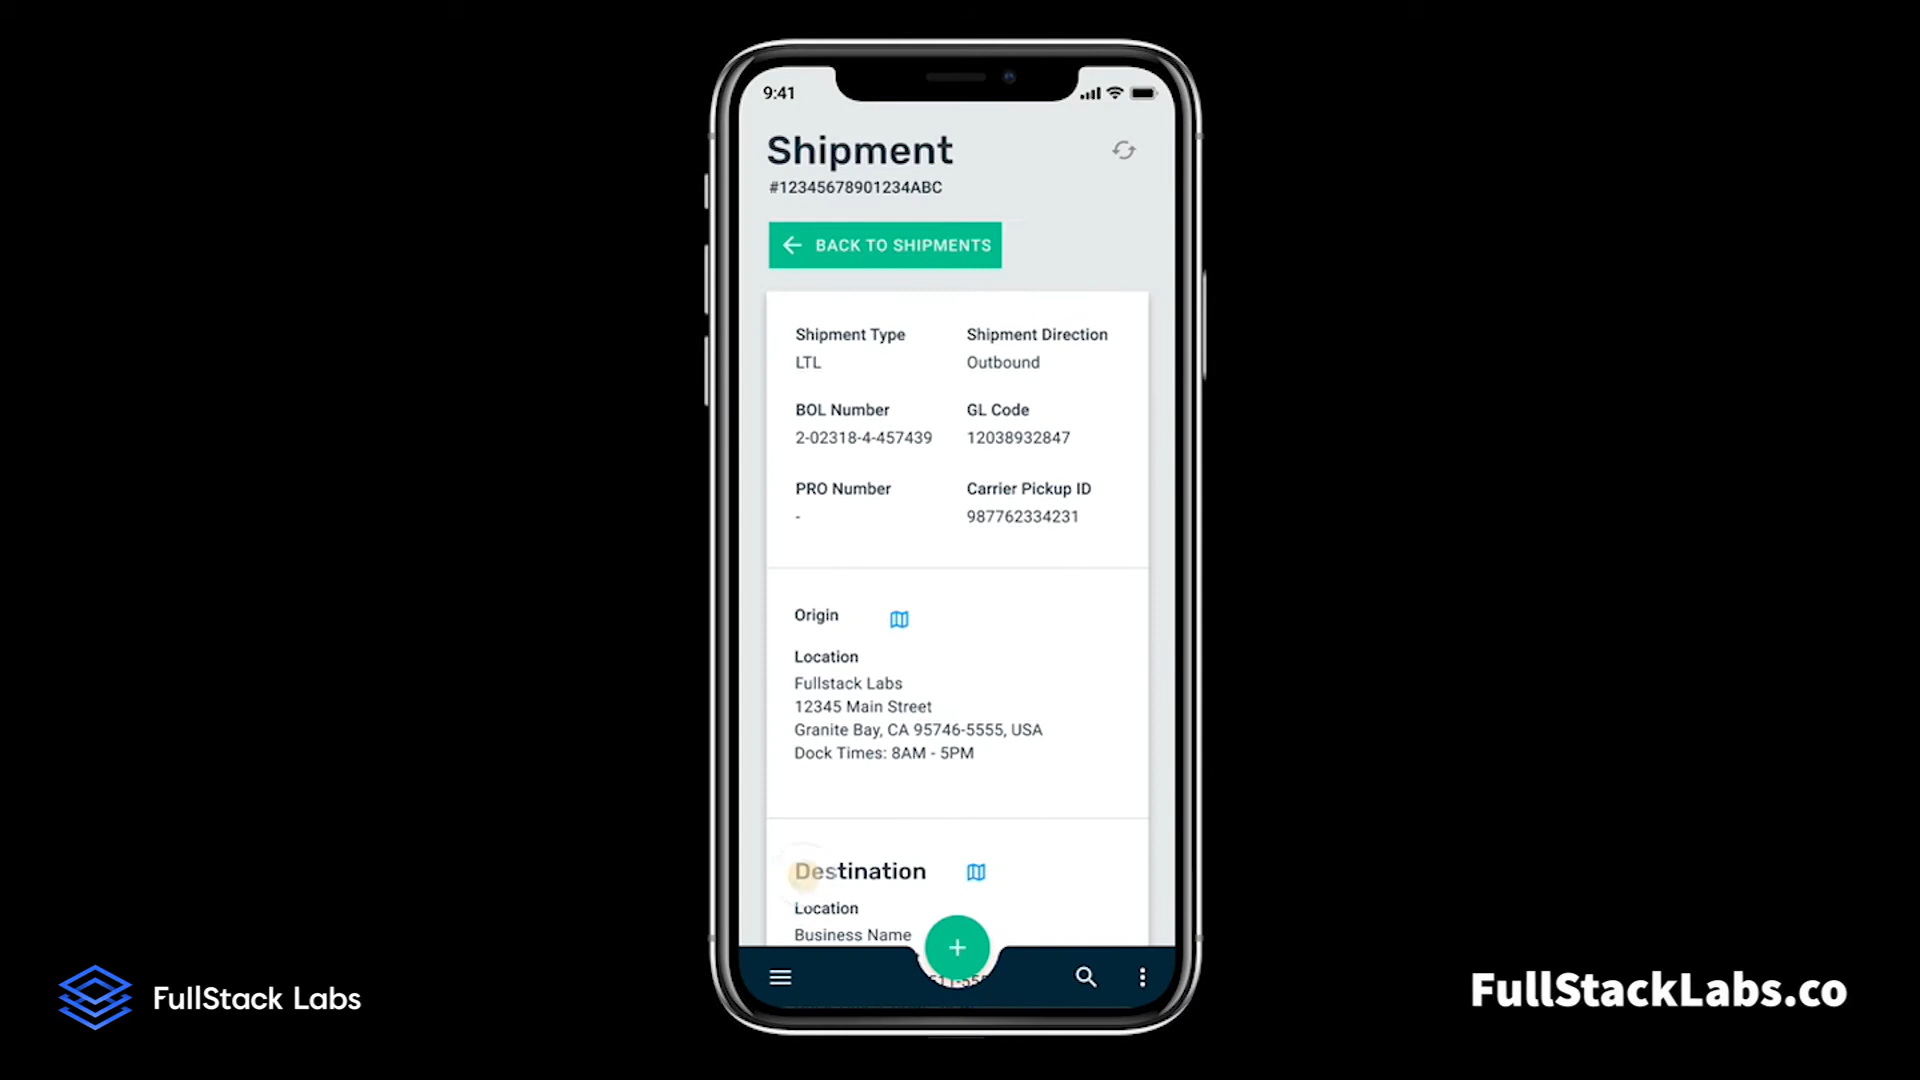 9:41
Shipment
#12345678901234ABC
BACK TO SHIPMENTS
Shipment Type
LTL
Shipment Direction
Outbound
BOL Number
2-02318-4-457439
GL Code
12038932847
PRO Number
-
Carrier Pickup ID
987762334231
Origin
Location
Fullstack Labs
12345 Main Street
Granite Bay, CA 95746-5555, USA
Dock Times: 8AM - 5PM
Destination
Location
Business Name
FullStack Labs
FullStackLabs.co